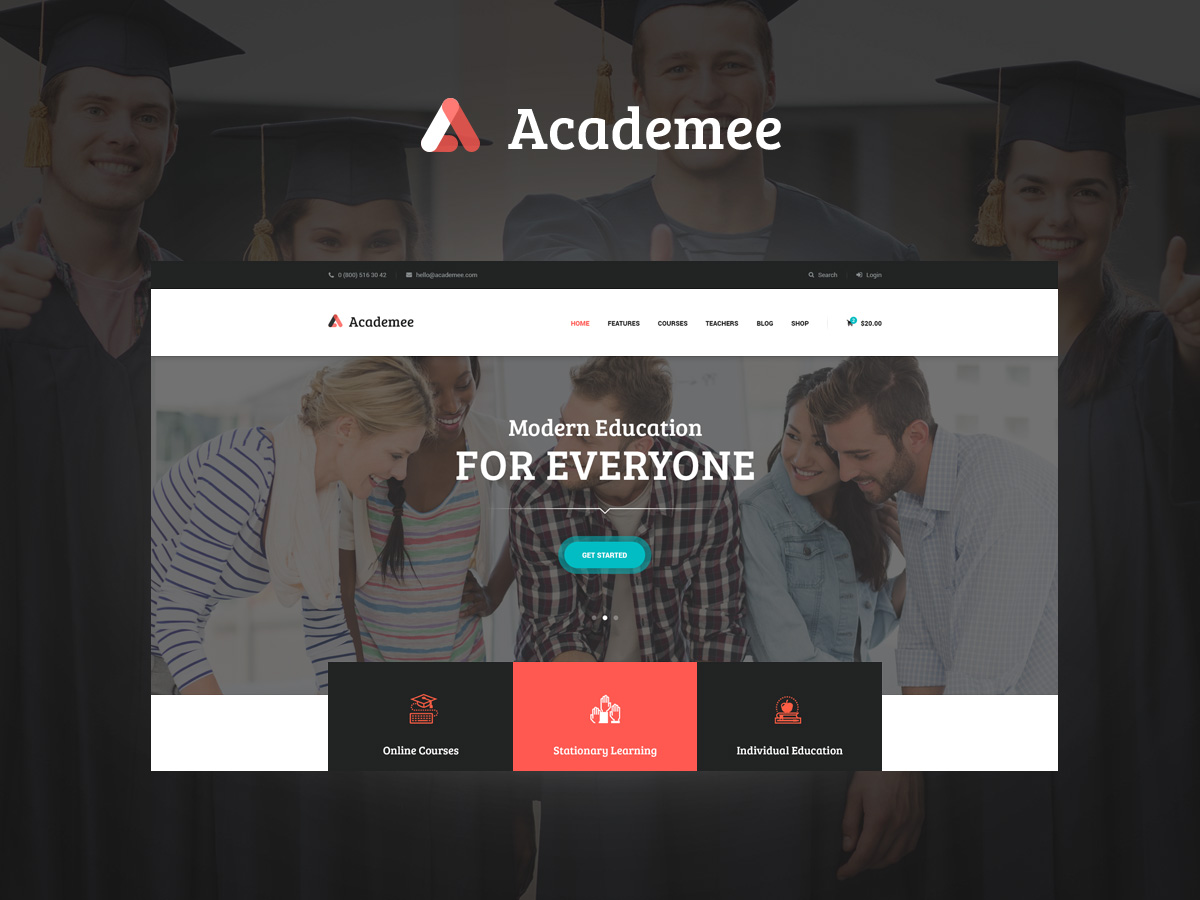 Academee
0 (800) 516 30 42
hello@academee.com
Search
Login
Academee
HOME
FEATURES
COURSES
TEACHERS
BLOG
SHOP
$20.00
Modern Education
FOR EVERYONE
GET STARTED
Online Courses
Stationary Learning
Individual Education